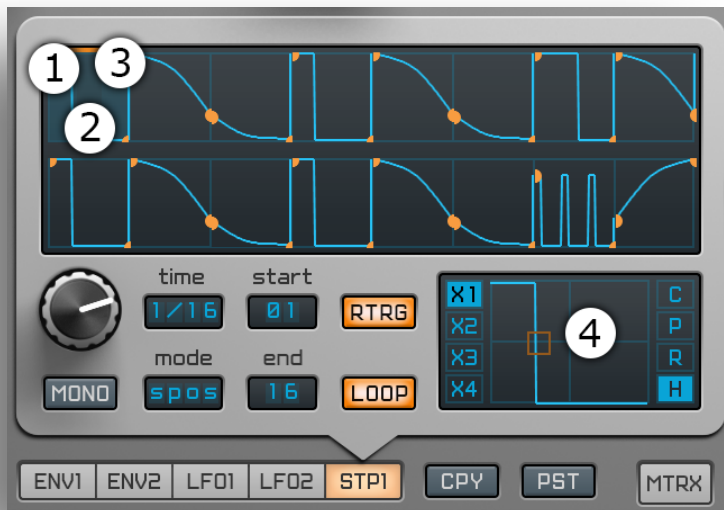 1 3
2
time start
1/16 01 RTRG
mode end
MONO spos 16 LOOP
X1 C
X2 P
X3 R
X4 H
4
ENV1 ENV2 LFO1 LFO2 STP1 CPY PST MTRX